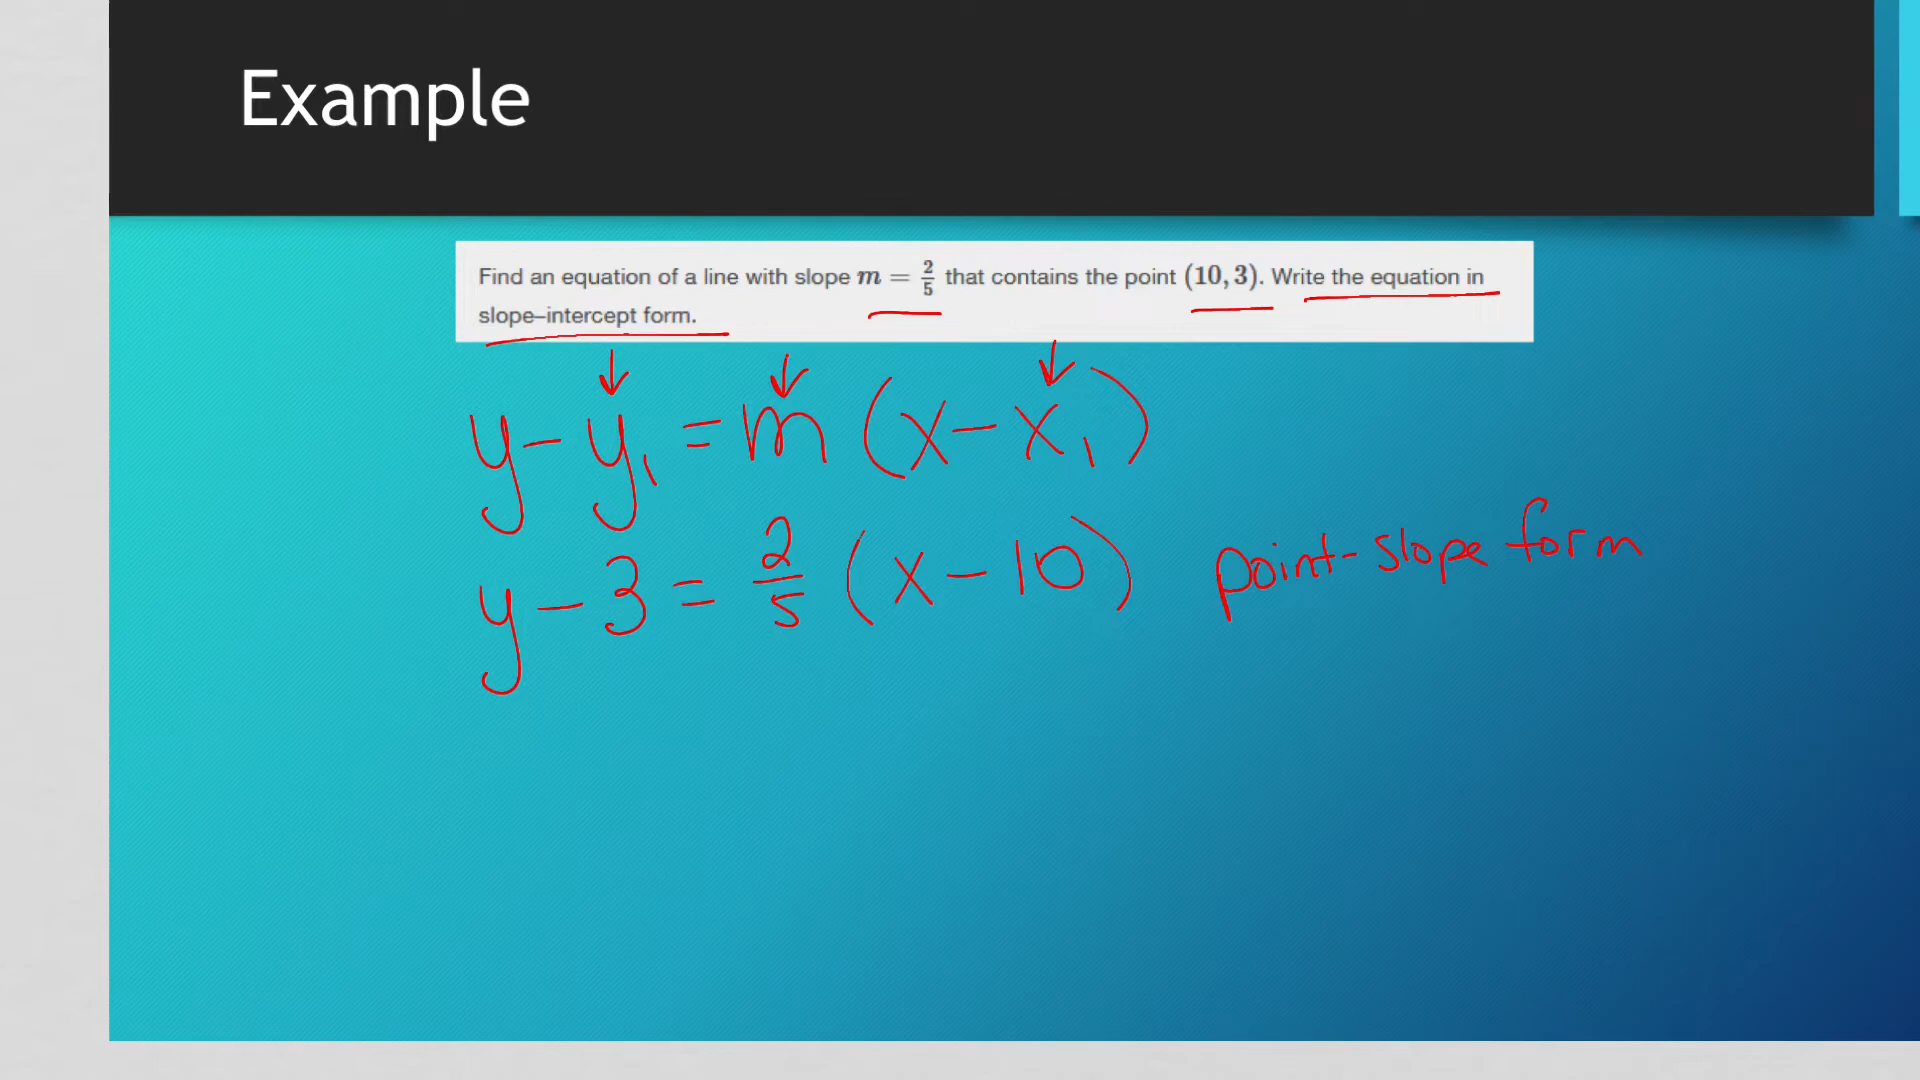 Example
Find an equation of a line with slope m = 2/5 that contains the point (10, 3). Write the equation in
slope–intercept form.
y - y₁ = m (x - x₁)
y - 3 = 2/5 (x - 10) point-slope form